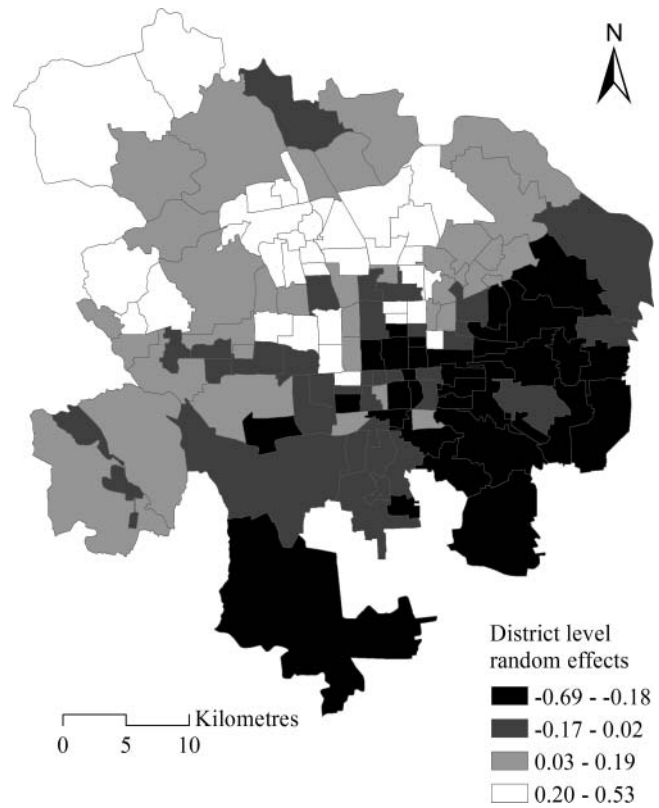 N
District level
random effects
-0.69 - -0.18
-0.17 - 0.02
0.03 - 0.19
0.20 - 0.53
Kilometres
0 5 10